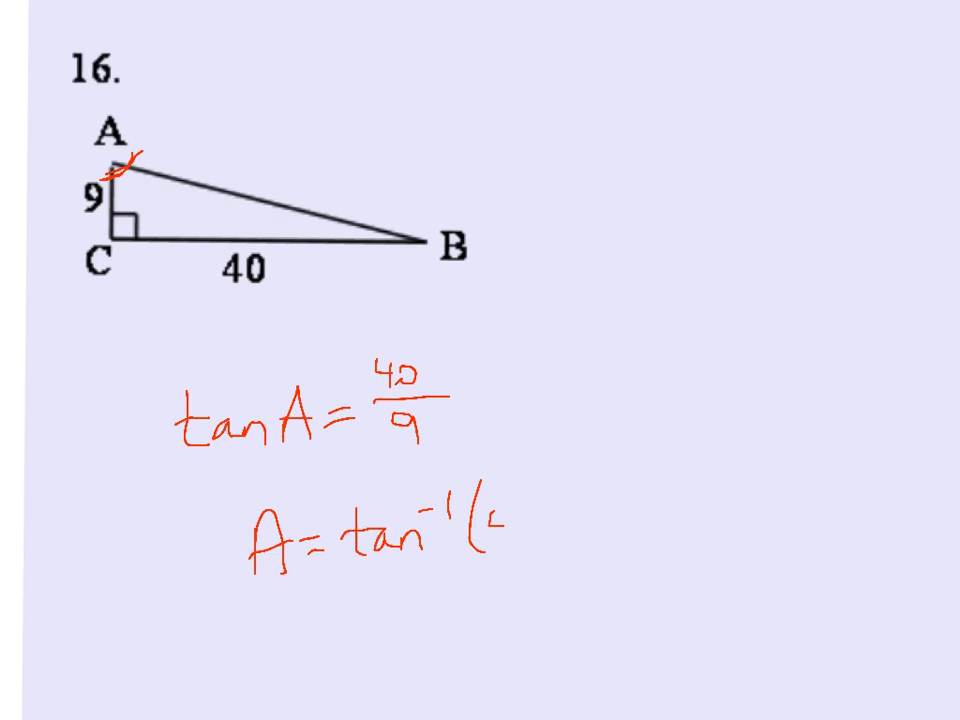 16.
A
9
C
40
B
tan A = 40/9
A = tan⁻¹(